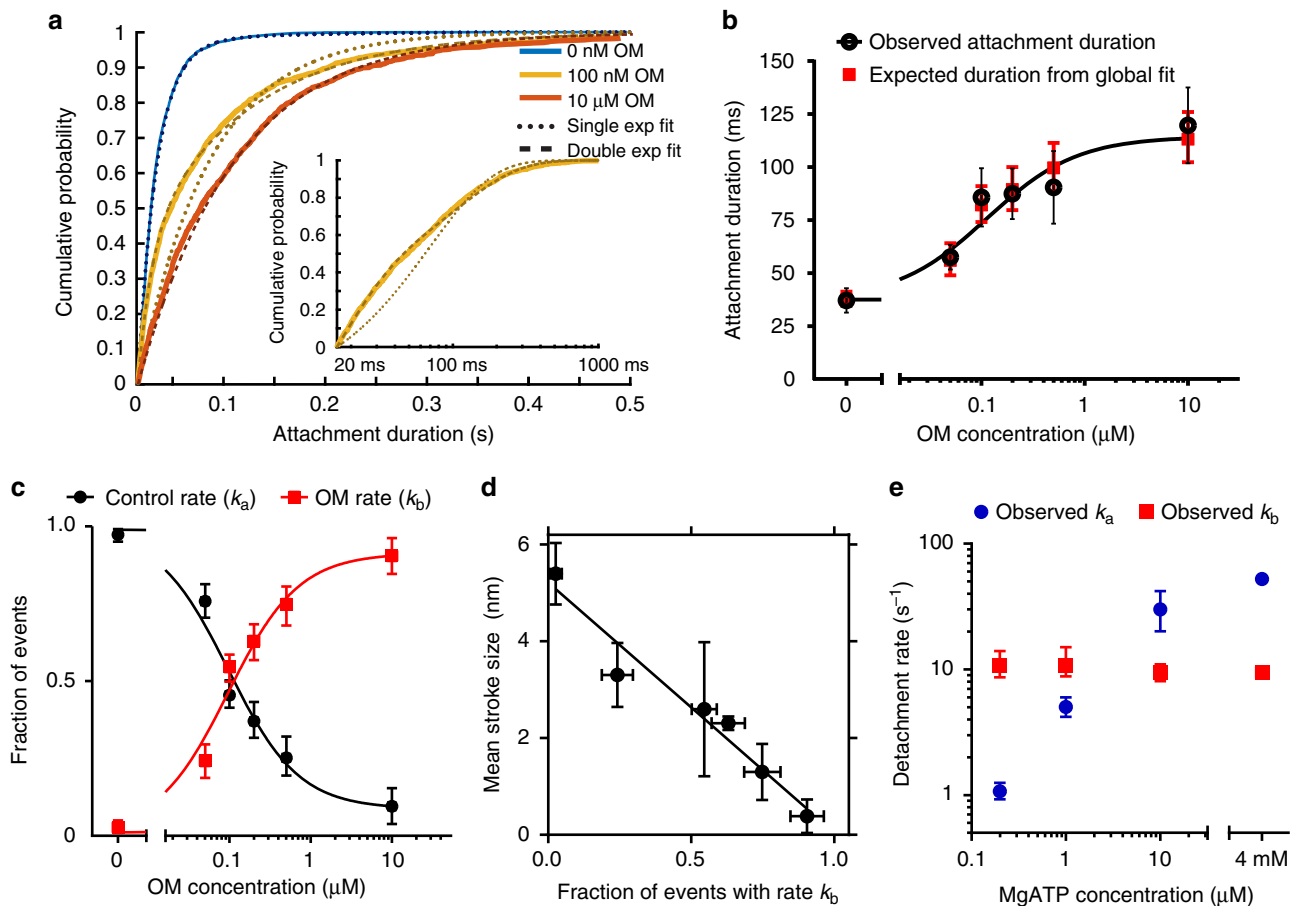 a
1
0.9
0.8
0.7
0.6
0.5
0.4
0.3
0.2
0.1
0
Cumulative probability
0 nM OM
100 nM OM
10 μM OM
Single exp fit
Double exp fit
Cumulative probability
1
0.8
0.6
0.4
0.2
0
20 ms
100 ms
1000 ms
0 0.1 0.2 0.3 0.4 0.5
Attachment duration (s)
b
Observed attachment duration
Expected duration from global fit
Attachment duration (ms)
150
125
100
75
50
25
0
0 0.1 1 10
OM concentration (μM)
c
Control rate (ka)
OM rate (kb)
Fraction of events
1.0
0.5
0
0 0.1 1 10
OM concentration (μM)
d
Mean stroke size (nm)
6
4
2
0
0.0 0.5 1.0
Fraction of events with rate kb
e
Observed ka
Observed kb
Detachment rate (s⁻¹)
100
10
1
0.1 1 10 4 mM
MgATP concentration (μM)